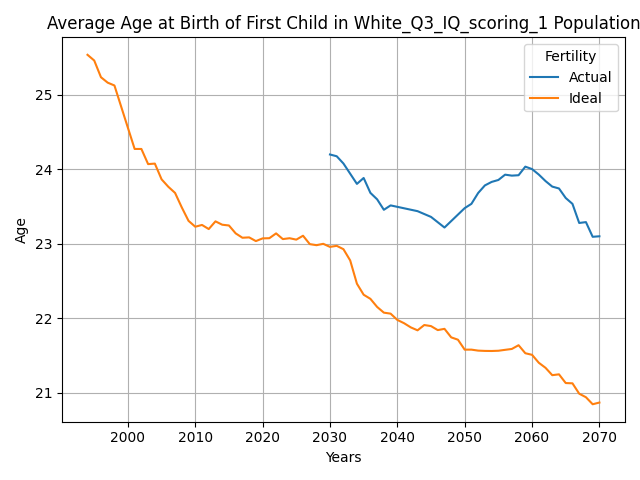 Average Age at Birth of First Child in White_Q3_IQ_scoring_1 Population
Fertility
Actual
Ideal
Age
25
24
23
22
21
2000 2010 2020 2030 2040 2050 2060 2070
Years